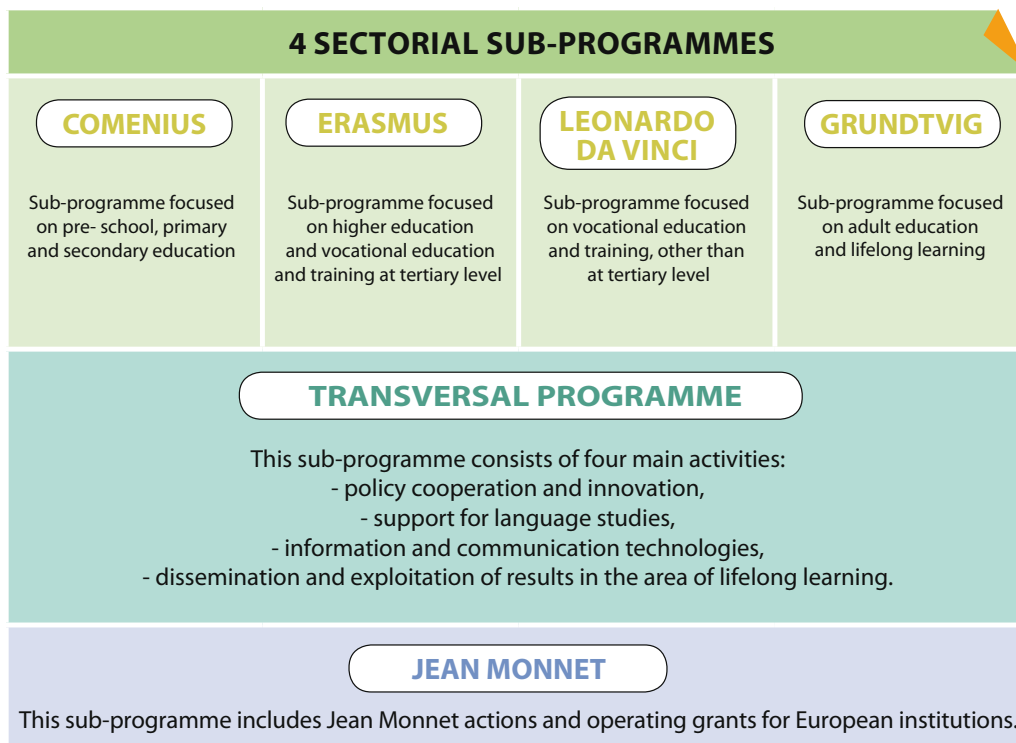 4 SECTORIAL SUB-PROGRAMMES
COMENIUS
Sub-programme focused
on pre- school, primary
and secondary education
ERASMUS
Sub-programme focused
on higher education
and vocational education
and training at tertiary level
LEONARDO
DA VINCI
Sub-programme focused
on vocational education
and training, other than
at tertiary level
GRUNDTVIG
Sub-programme focused
on adult education
and lifelong learning
TRANSVERSAL PROGRAMME
This sub-programme consists of four main activities:
- policy cooperation and innovation,
- support for language studies,
- information and communication technologies,
- dissemination and exploitation of results in the area of lifelong learning.
JEAN MONNET
This sub-programme includes Jean Monnet actions and operating grants for European institutions.